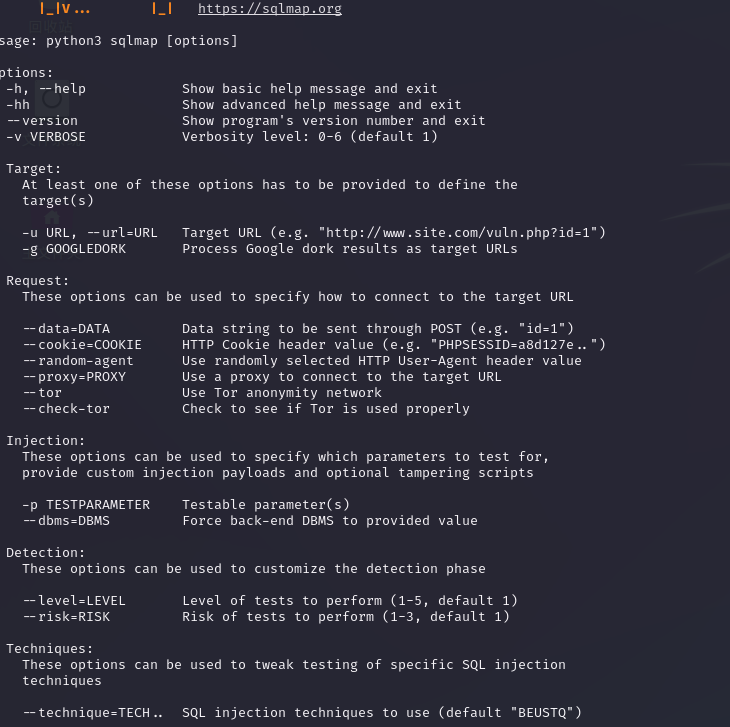 |_|V...       |_|   https://sqlmap.org
sage: python3 sqlmap [options]
ptions:
-h, --help            Show basic help message and exit
-hh                   Show advanced help message and exit
--version             Show program's version number and exit
-v VERBOSE            Verbosity level: 0-6 (default 1)
Target:
At least one of these options has to be provided to define the
target(s)
-u URL, --url=URL   Target URL (e.g. "http://www.site.com/vuln.php?id=1")
-g GOOGLEDORK       Process Google dork results as target URLs
Request:
These options can be used to specify how to connect to the target URL
--data=DATA         Data string to be sent through POST (e.g. "id=1")
--cookie=COOKIE     HTTP Cookie header value (e.g. "PHPSESSID=a8d127e..")
--random-agent      Use randomly selected HTTP User-Agent header value
--proxy=PROXY       Use a proxy to connect to the target URL
--tor               Use Tor anonymity network
--check-tor         Check to see if Tor is used properly
Injection:
These options can be used to specify which parameters to test for,
provide custom injection payloads and optional tampering scripts
-p TESTPARAMETER    Testable parameter(s)
--dbms=DBMS         Force back-end DBMS to provided value
Detection:
These options can be used to customize the detection phase
--level=LEVEL       Level of tests to perform (1-5, default 1)
--risk=RISK         Risk of tests to perform (1-3, default 1)
Techniques:
These options can be used to tweak testing of specific SQL injection
techniques
--technique=TECH..  SQL injection techniques to use (default "BEUSTQ")